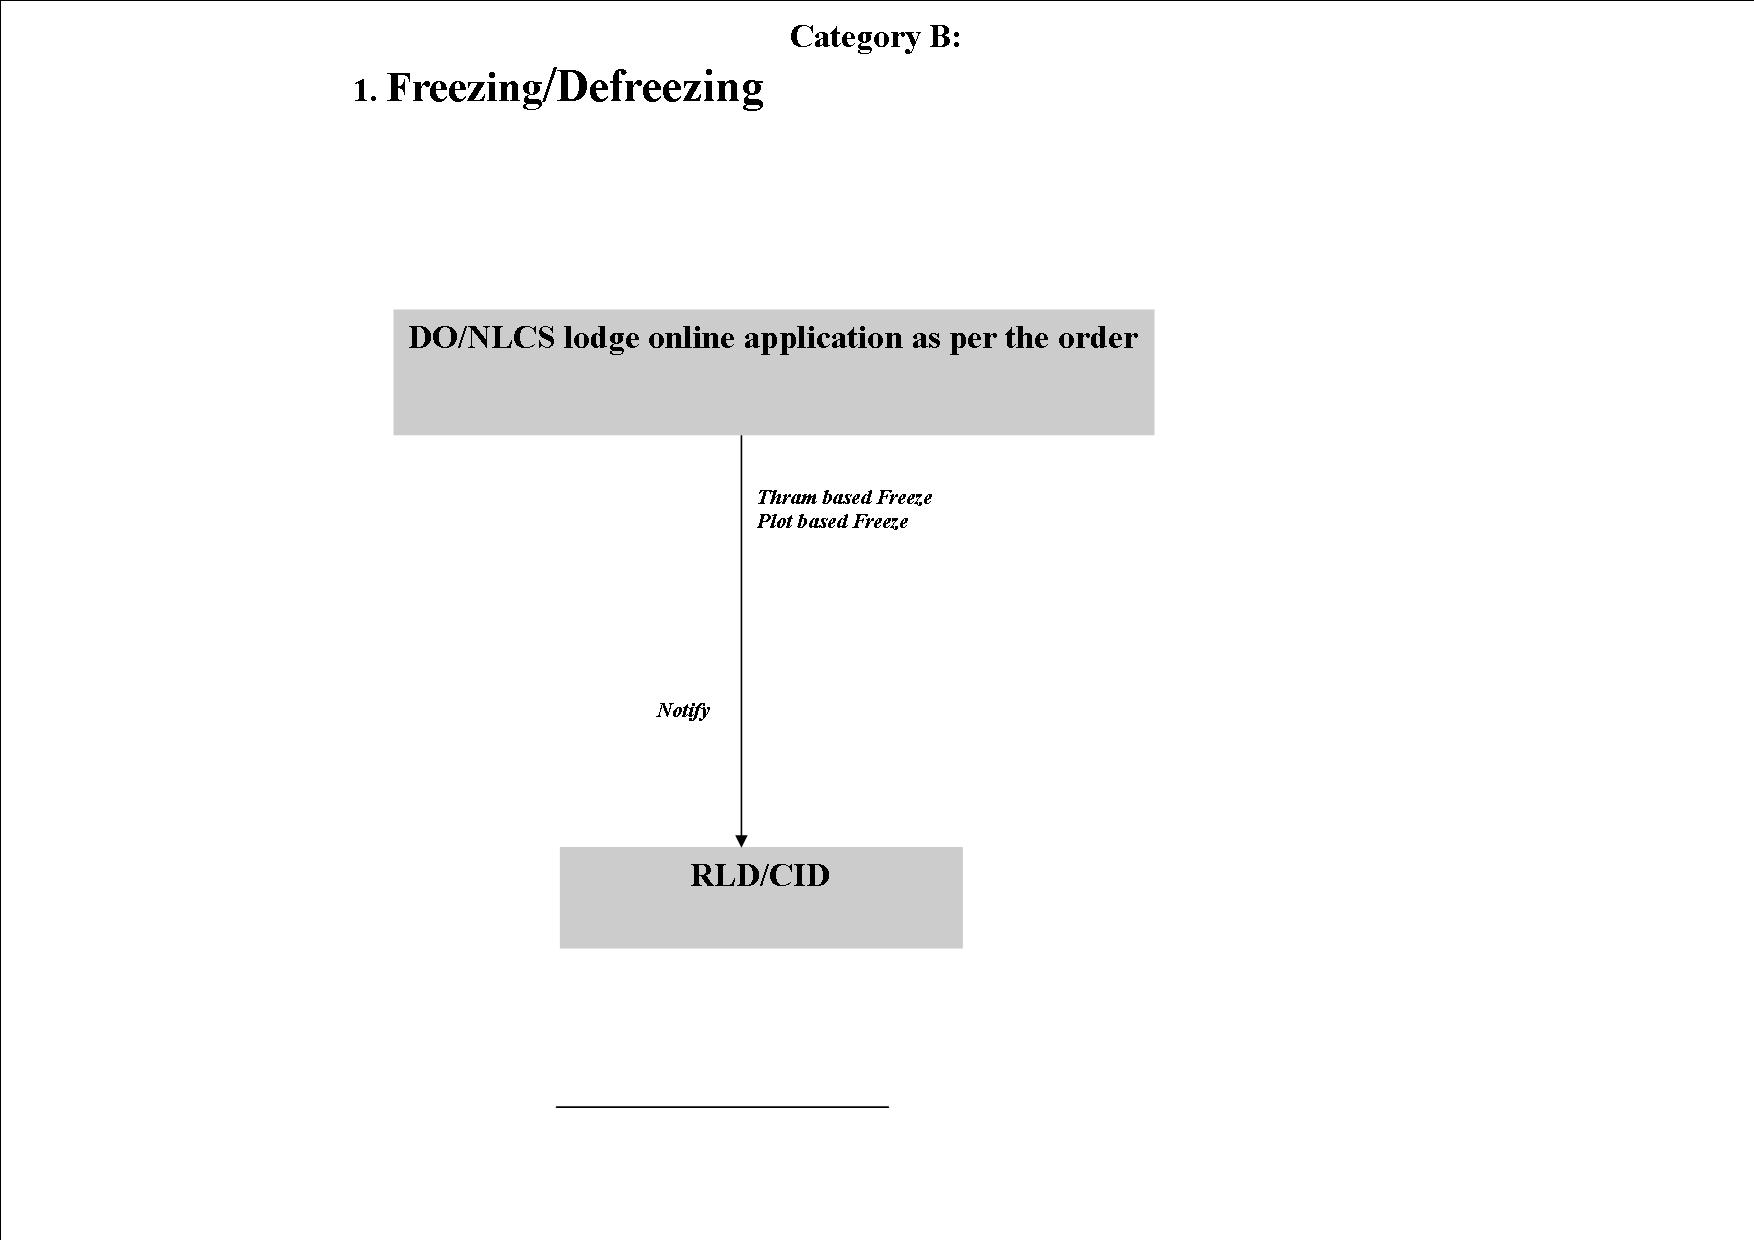 Category B:
1. Freezing/Defreezing
DO/NLCS lodge online application as per the order
Thram based Freeze
Plot based Freeze
Notify
RLD/CID